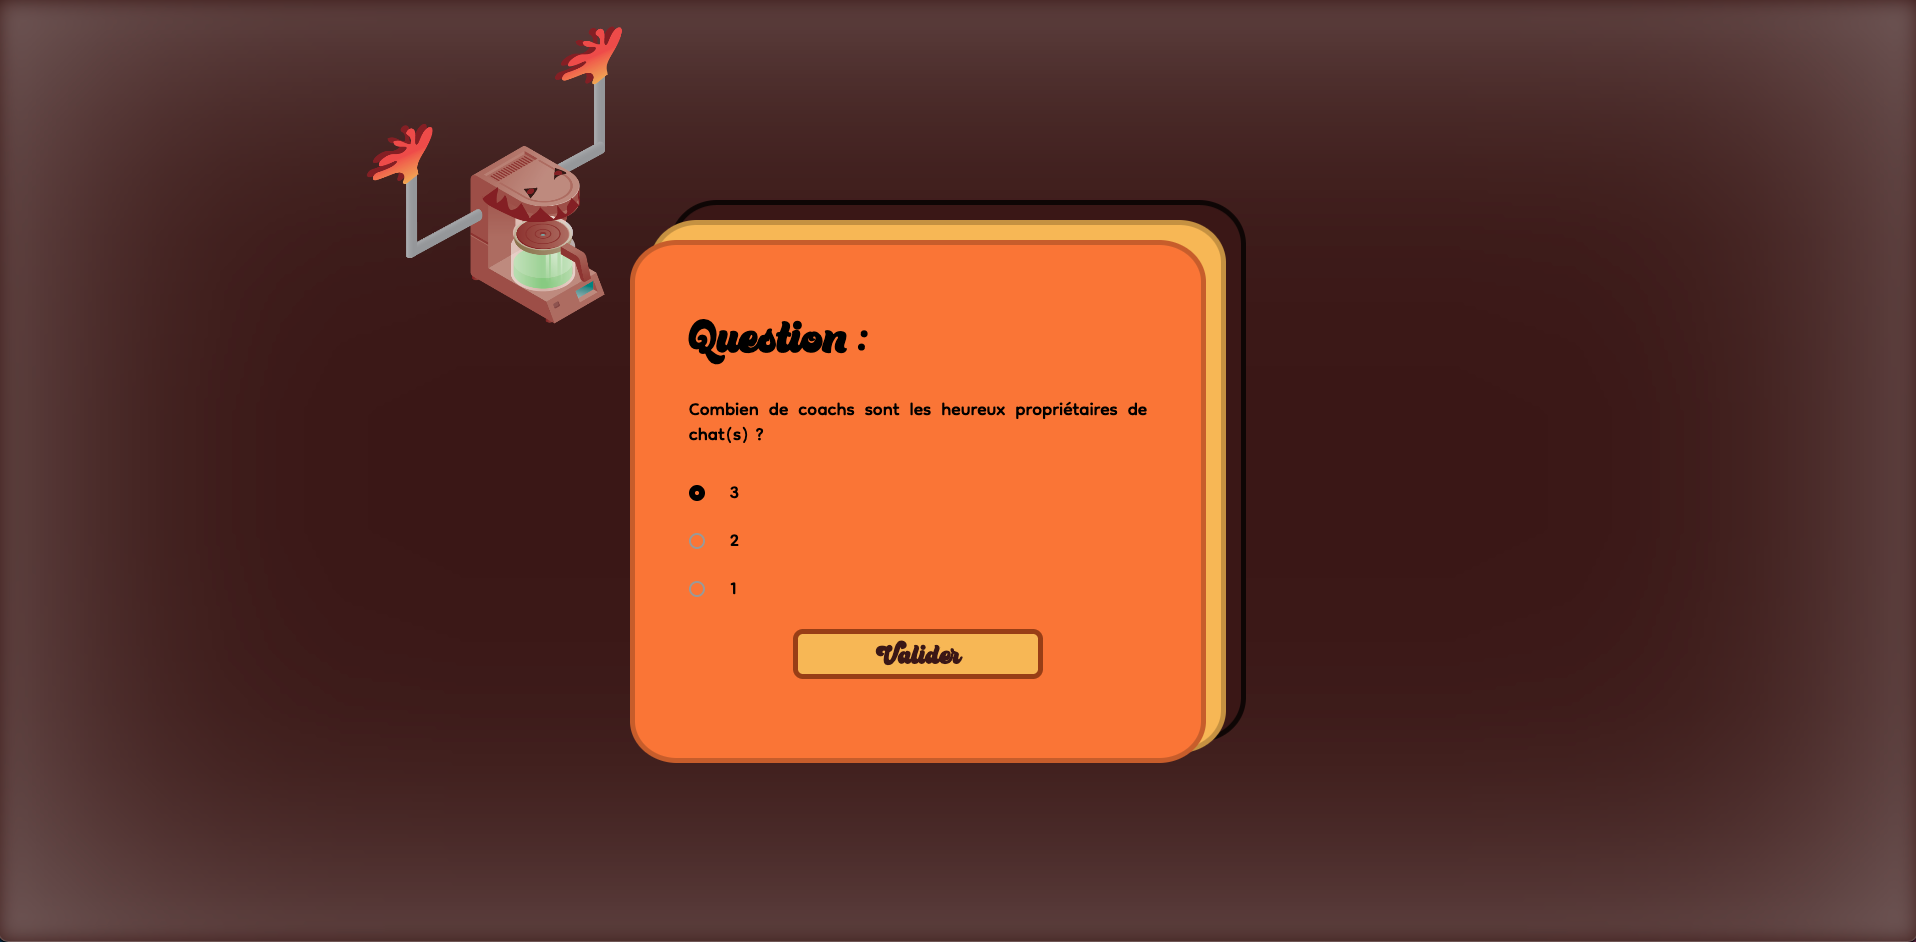 Question :
Combien de coachs sont les heureux propriétaires de
chat(s) ?
3
2
1
Valider